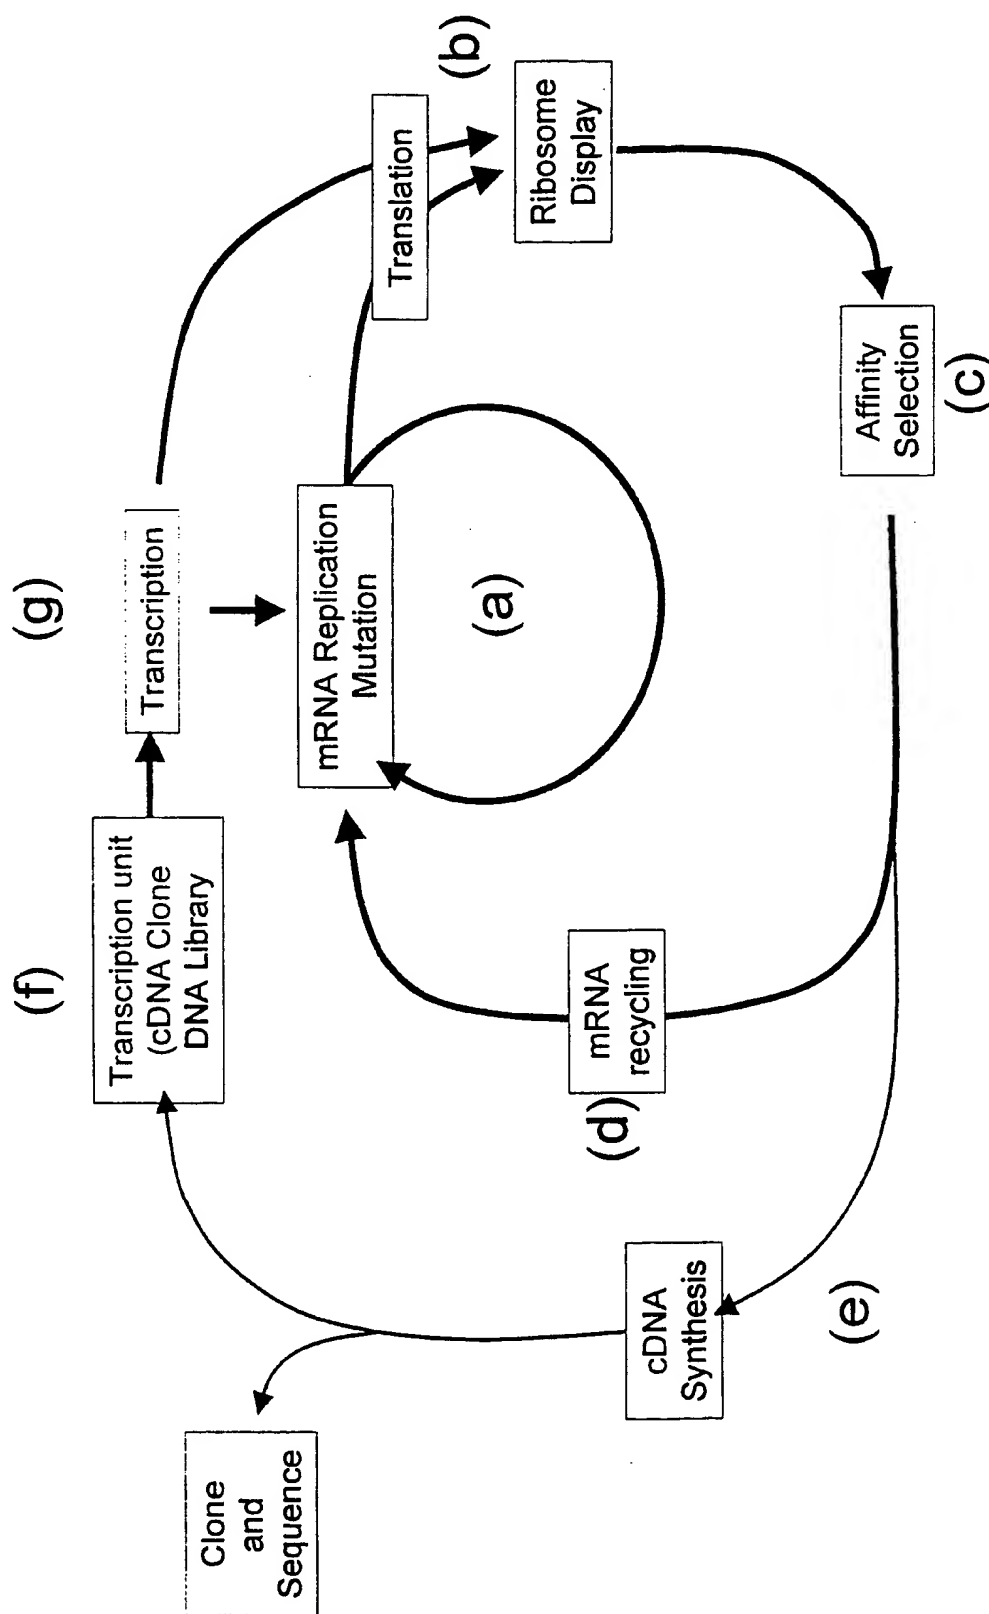 (f)
(g)
Clone
and
Sequence
Transcription unit
(cDNA Clone
DNA Library
Transcription
mRNA Replication
Mutation
Translation
(b)
(a)
Ribosome
Display
(d)
mRNA
recycling
cDNA
Synthesis
(e)
Affinity
Selection
(c)